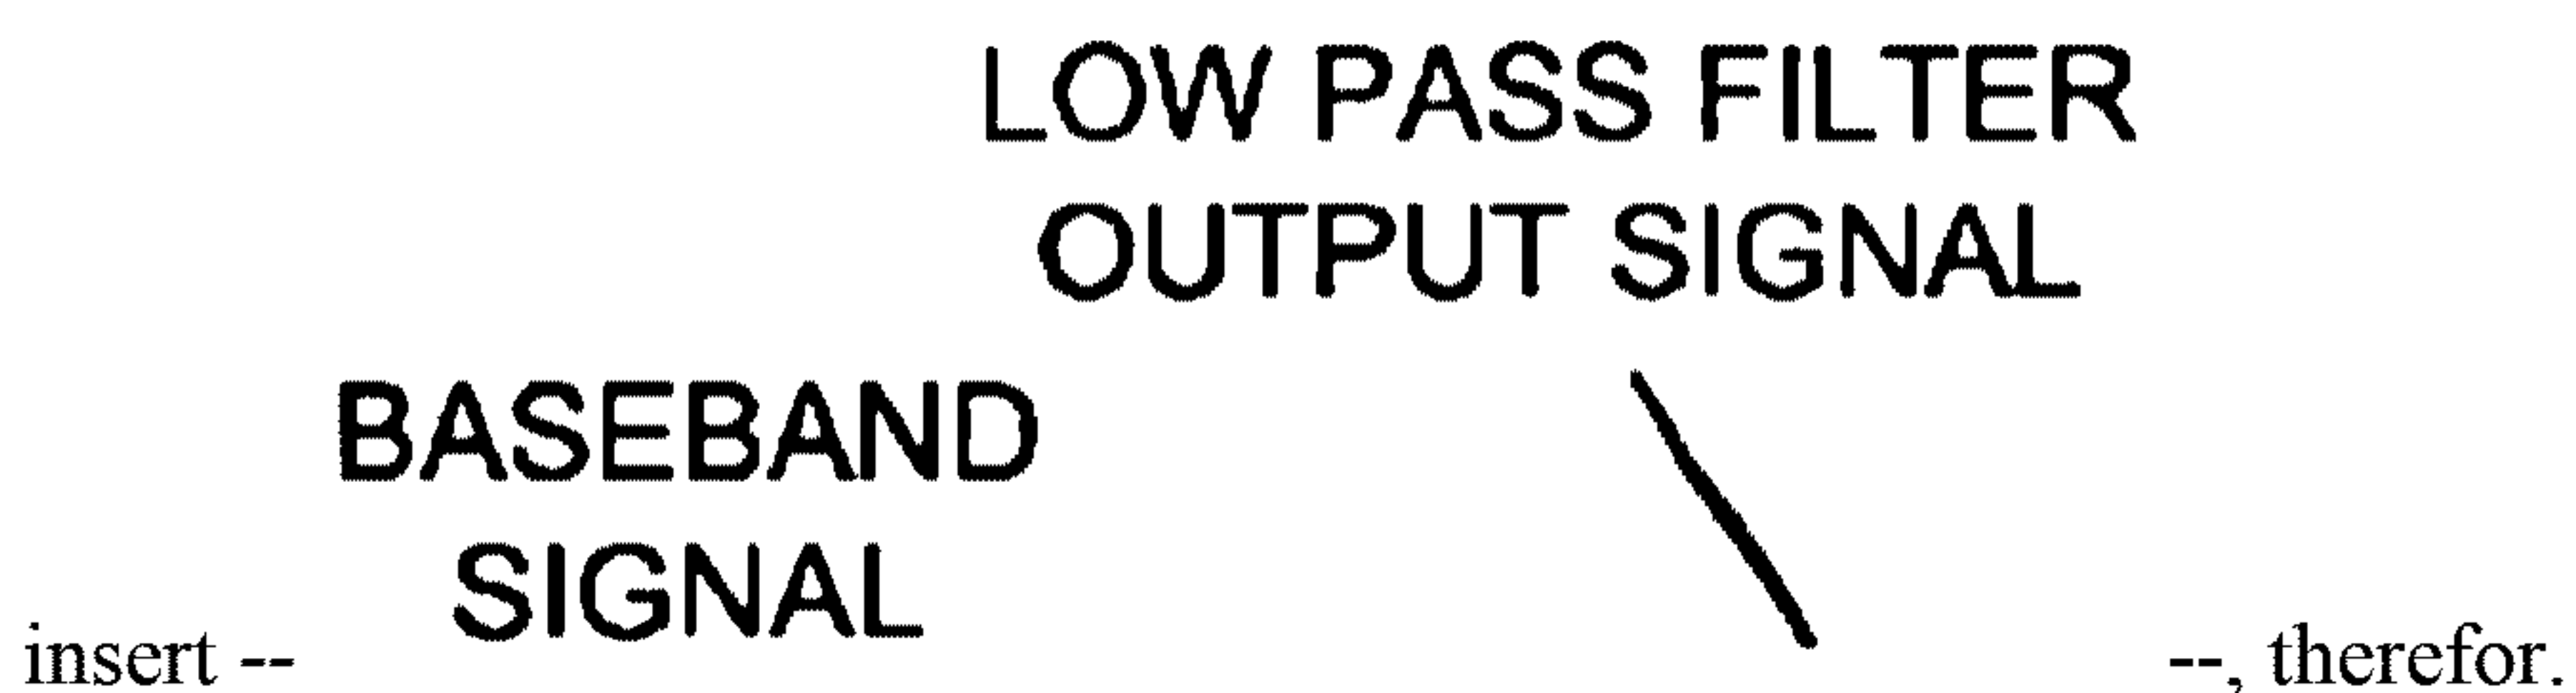 LOW PASS FILTER
OUTPUT SIGNAL
BASEBAND
SIGNAL
insert -- --, therefor.